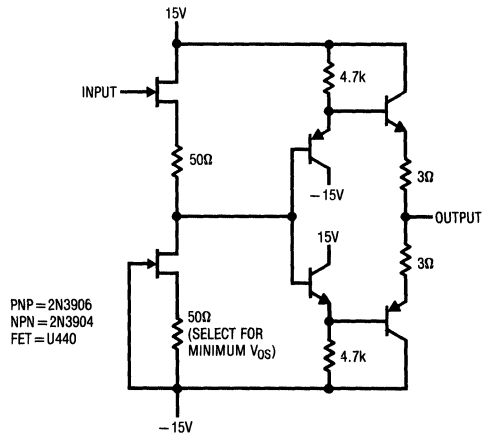 15V
4.7k
INPUT
50Ω
3Ω
−15V
OUTPUT
15V
3Ω
PNP = 2N3906
NPN = 2N3904
FET = U440
50Ω
(SELECT FOR
MINIMUM VOS)
4.7k
−15V